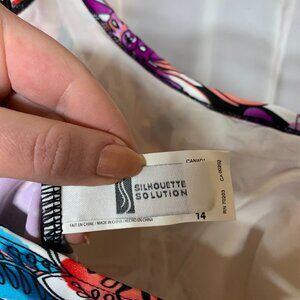 SILHOUETTE
SOLUTION
FAIT EN CHINE / MADE IN CHINA / HECHO EN CHINA
14